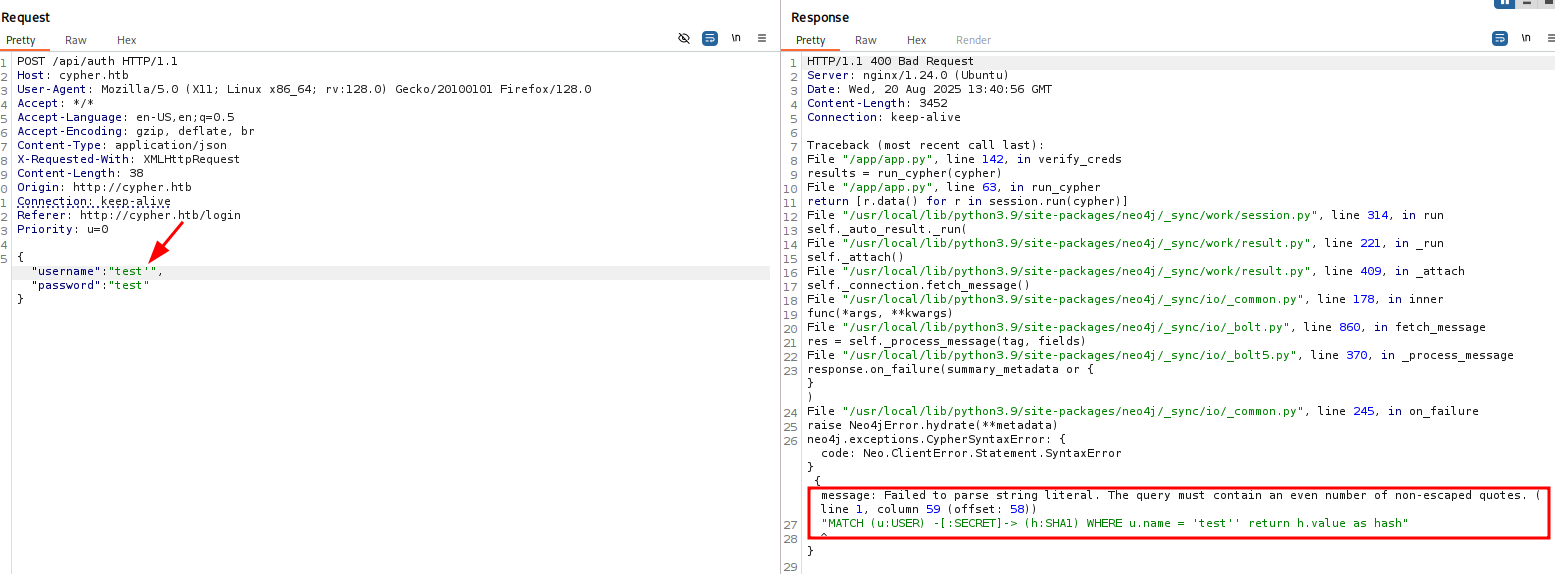 Request
Pretty Raw Hex \n
1 POST /api/auth HTTP/1.1
2 Host: cypher.htb
3 User-Agent: Mozilla/5.0 (X11; Linux x86_64; rv:128.0) Gecko/20100101 Firefox/128.0
4 Accept: */*
5 Accept-Language: en-US,en;q=0.5
6 Accept-Encoding: gzip, deflate, br
7 Content-Type: application/json
8 X-Requested-With: XMLHttpRequest
9 Content-Length: 38
0 Origin: http://cypher.htb
1 Connection: keep-alive
2 Referer: http://cypher.htb/login
3 Priority: u=0
4
5 {
"username":"test'",
"password":"test"
}
Response
Pretty Raw Hex Render \n
1 HTTP/1.1 400 Bad Request
2 Server: nginx/1.24.0 (Ubuntu)
3 Date: Wed, 20 Aug 2025 13:40:56 GMT
4 Content-Length: 3452
5 Connection: keep-alive
6
7 Traceback (most recent call last):
8 File "/app/app.py", line 142, in verify_creds
9 results = run_cypher(cypher)
10 File "/app/app.py", line 63, in run_cypher
11 return [r.data() for r in session.run(cypher)]
12 File "/usr/local/lib/python3.9/site-packages/neo4j/_sync/work/session.py", line 314, in run
13 self._auto_result._run(
14 File "/usr/local/lib/python3.9/site-packages/neo4j/_sync/work/result.py", line 221, in _run
15 self._attach()
16 File "/usr/local/lib/python3.9/site-packages/neo4j/_sync/work/result.py", line 409, in _attach
17 self._connection.fetch_message()
18 File "/usr/local/lib/python3.9/site-packages/neo4j/_sync/io/_common.py", line 178, in inner
19 func(*args, **kwargs)
20 File "/usr/local/lib/python3.9/site-packages/neo4j/_sync/io/_bolt.py", line 860, in fetch_message
21 res = self._process_message(tag, fields)
22 File "/usr/local/lib/python3.9/site-packages/neo4j/_sync/io/_bolt5.py", line 370, in _process_message
23 response.on_failure(summary_metadata or {
}
)
24 File "/usr/local/lib/python3.9/site-packages/neo4j/_sync/io/_common.py", line 245, in on_failure
25 raise Neo4jError.hydrate(**metadata)
26 neo4j.exceptions.CypherSyntaxError: {
code: Neo.ClientError.Statement.SyntaxError
}
{
message: Failed to parse string literal. The query must contain an even number of non-escaped quotes. (
line 1, column 59 (offset: 58))
27 "MATCH (u:USER) -[:SECRET]-> (h:SHA1) WHERE u.name = 'test'' return h.value as hash"
28 ^
}
29